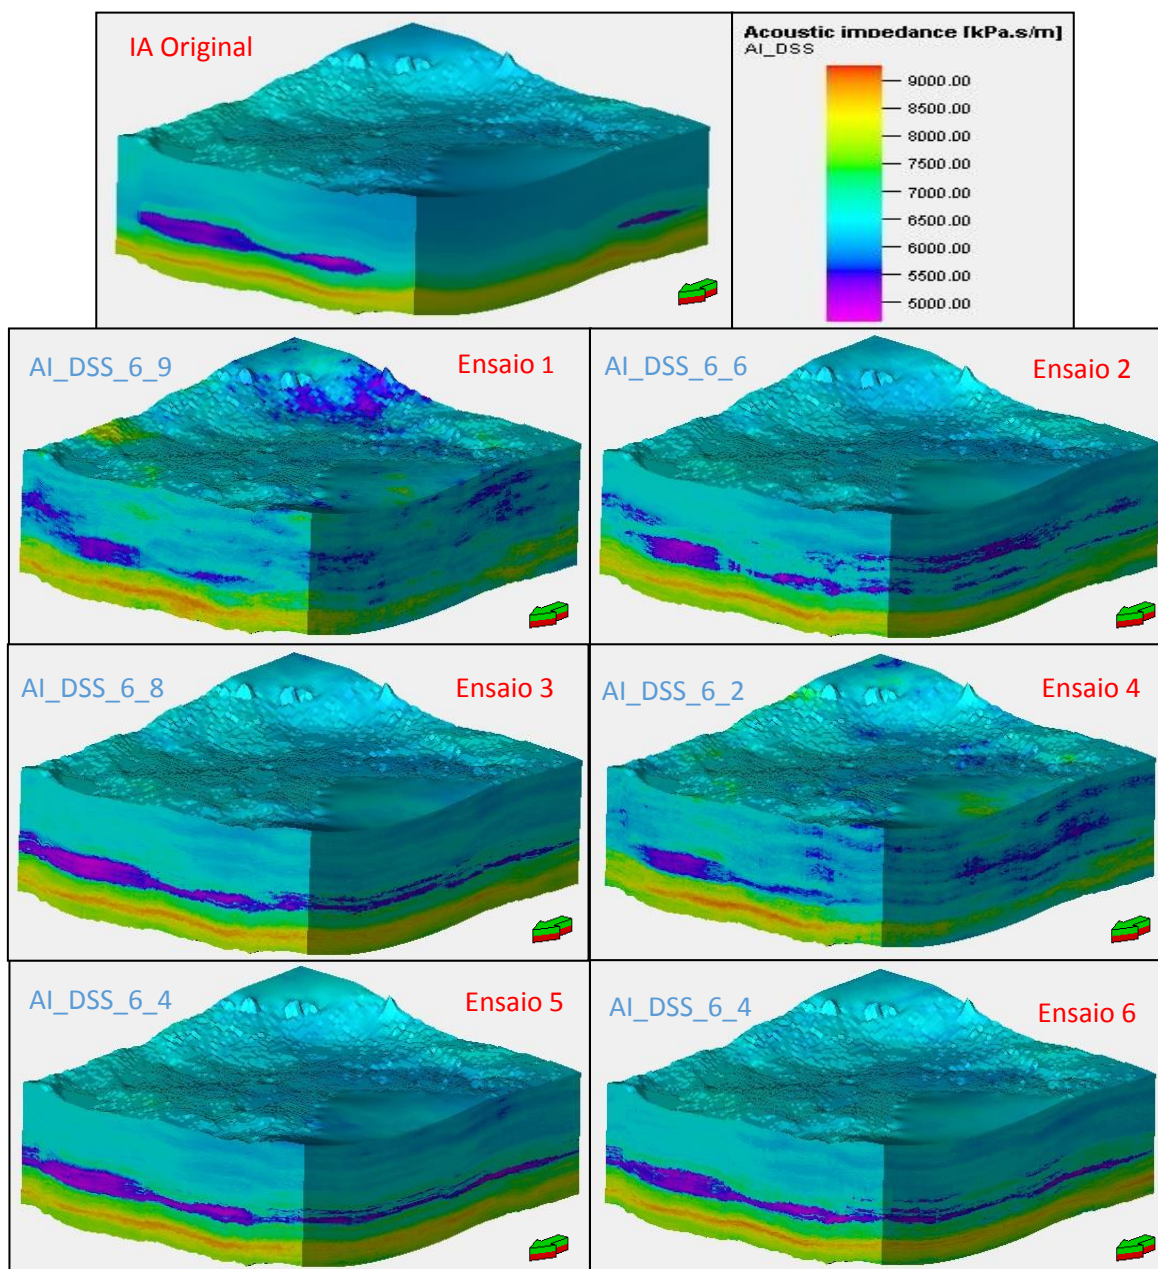 IA Original
Acoustic impedance [kPa.s/m]
AI_DSS
9000.00
8500.00
8000.00
7500.00
7000.00
6500.00
6000.00
5500.00
5000.00
AI_DSS_6_9
Ensaio 1
AI_DSS_6_6
Ensaio 2
AI_DSS_6_8
Ensaio 3
AI_DSS_6_2
Ensaio 4
AI_DSS_6_4
Ensaio 5
AI_DSS_6_4
Ensaio 6